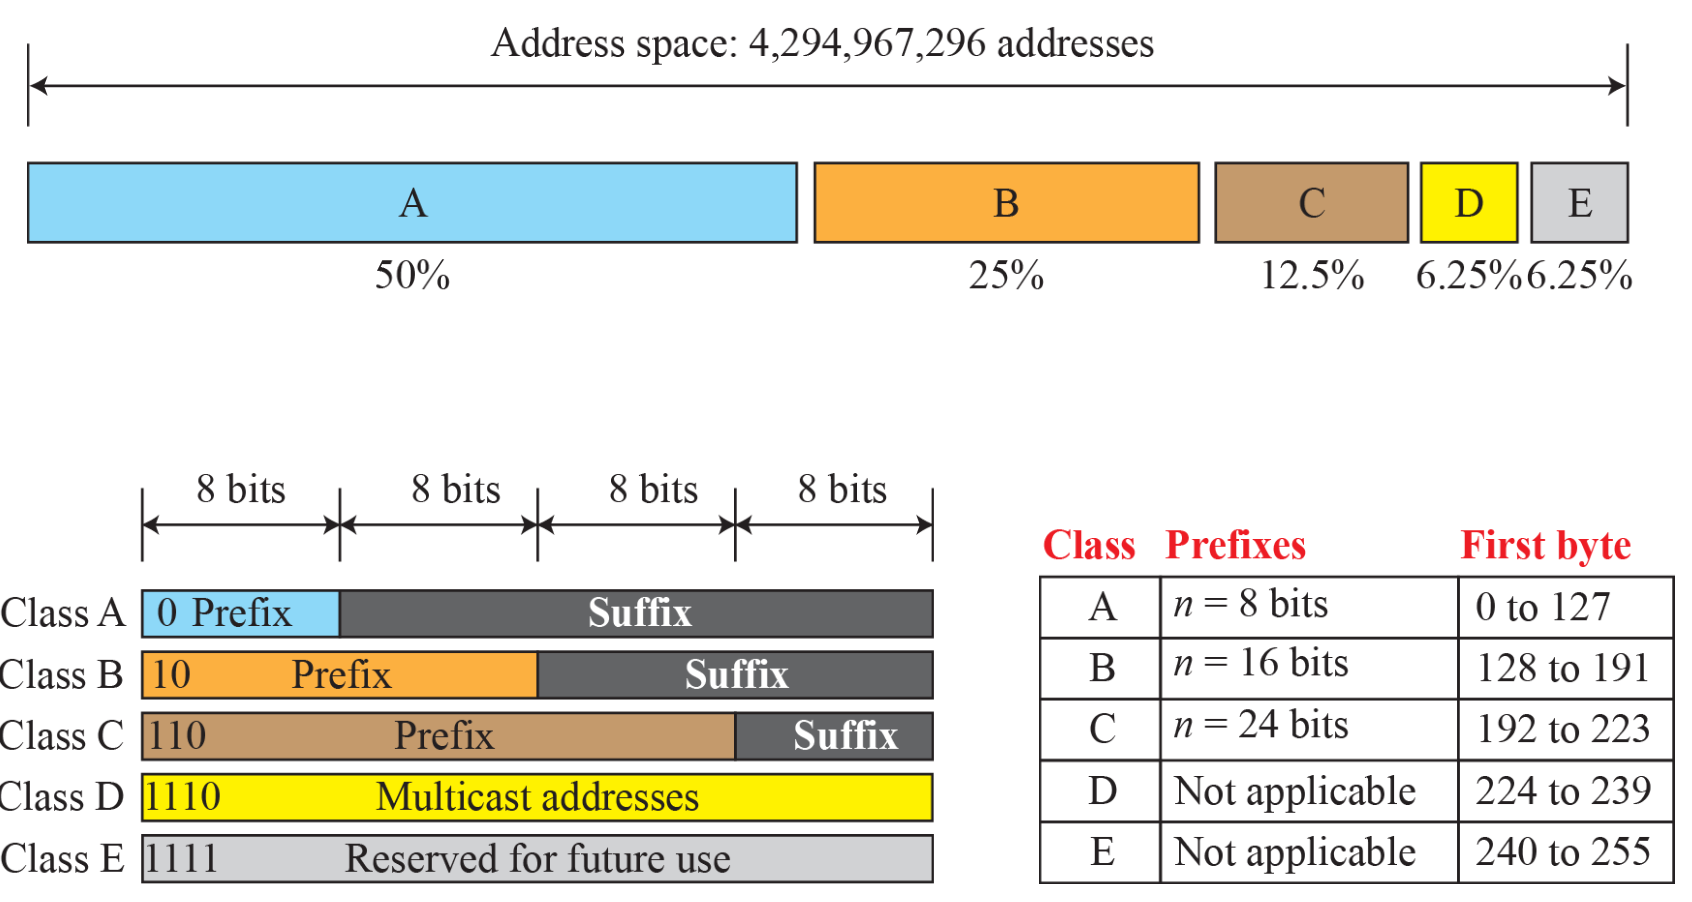 Address space: 4,294,967,296 addresses
A B C D E
50% 25% 12.5% 6.25% 6.25%
8 bits 8 bits 8 bits 8 bits
Class A 0 Prefix Suffix
Class B 10 Prefix Suffix
Class C 110 Prefix Suffix
Class D 1110 Multicast addresses
Class E 1111 Reserved for future use
Class Prefixes First byte
A n = 8 bits 0 to 127
B n = 16 bits 128 to 191
C n = 24 bits 192 to 223
D Not applicable 224 to 239
E Not applicable 240 to 255